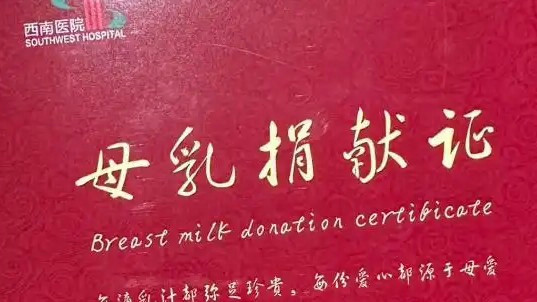 西南医院
SOUTHWEST HOSPITAL
母乳捐献证
Breast milk donation certificate
每滴乳汁都弥足珍贵。每份爱心都源于母爱